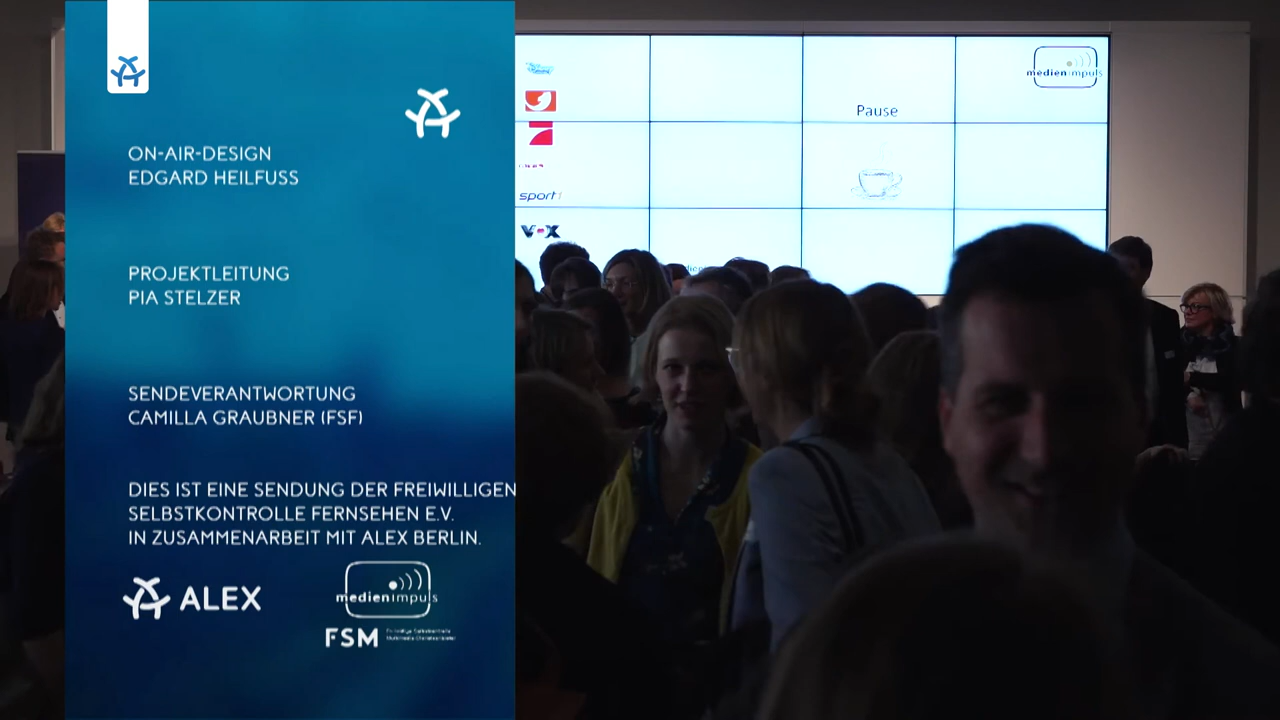 ON-AIR-DESIGN
EDGARD HEILFUSS
PROJEKTLEITUNG
PIA STELZER
SENDEVERANTWORTUNG
CAMILLA GRAUBNER (FSF)
DIES IST EINE SENDUNG DER FREIWILLIGEN
SELBSTKONTROLLE FERNSEHEN E.V.
IN ZUSAMMENARBEIT MIT ALEX BERLIN.
ALEX
medienimpuls
FSM
medienimpuls
Pause
sport1
VOX